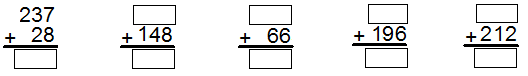 237
+ 28 + 148 + 66 + 196 + 212